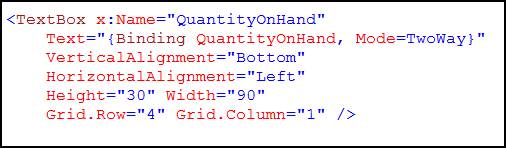 <TextBox x:Name="QuantityOnHand"
Text="{Binding QuantityOnHand, Mode=TwoWay}"
VerticalAlignment="Bottom"
HorizontalAlignment="Left"
Height="30" Width="90"
Grid.Row="4" Grid.Column="1" />